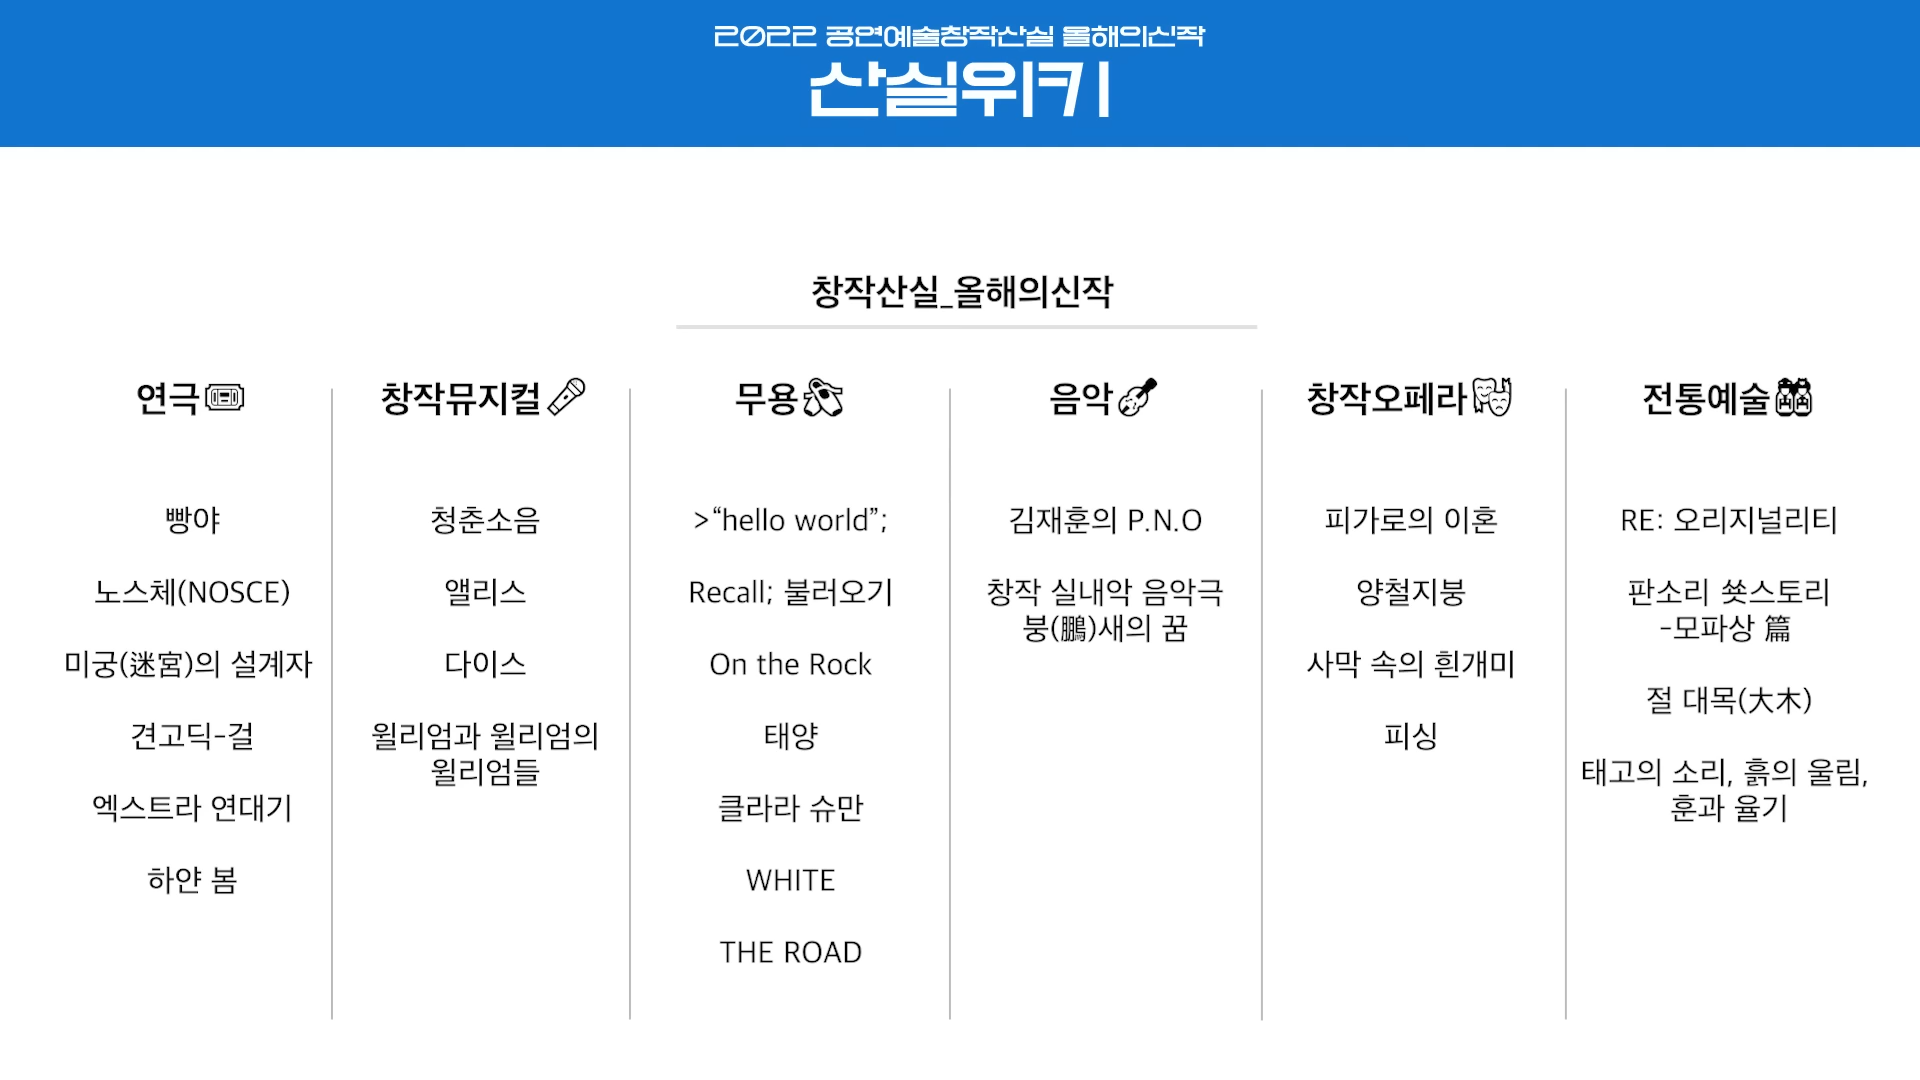 2022 공연예술창작산실 올해의신작
산실위키
창작산실_올해의신작
연극
빵야
노스체(NOSCE)
미궁(迷宮)의 설계자
견고딕-걸
엑스트라 연대기
하얀 봄
창작뮤지컬
청춘소음
앨리스
다이스
윌리엄과 윌리엄의
윌리엄들
무용
>“hello world”;
Recall; 불러오기
On the Rock
태양
클라라 슈만
WHITE
THE ROAD
음악
김재훈의 P.N.O
창작 실내악 음악극
붕(鵬)새의 꿈
창작오페라
피가로의 이혼
양철지붕
사막 속의 흰개미
피싱
전통예술
RE: 오리지널리티
판소리 쑛스토리
-모파상 篇
절 대목(大木)
태고의 소리, 흙의 울림,
훈과 율기